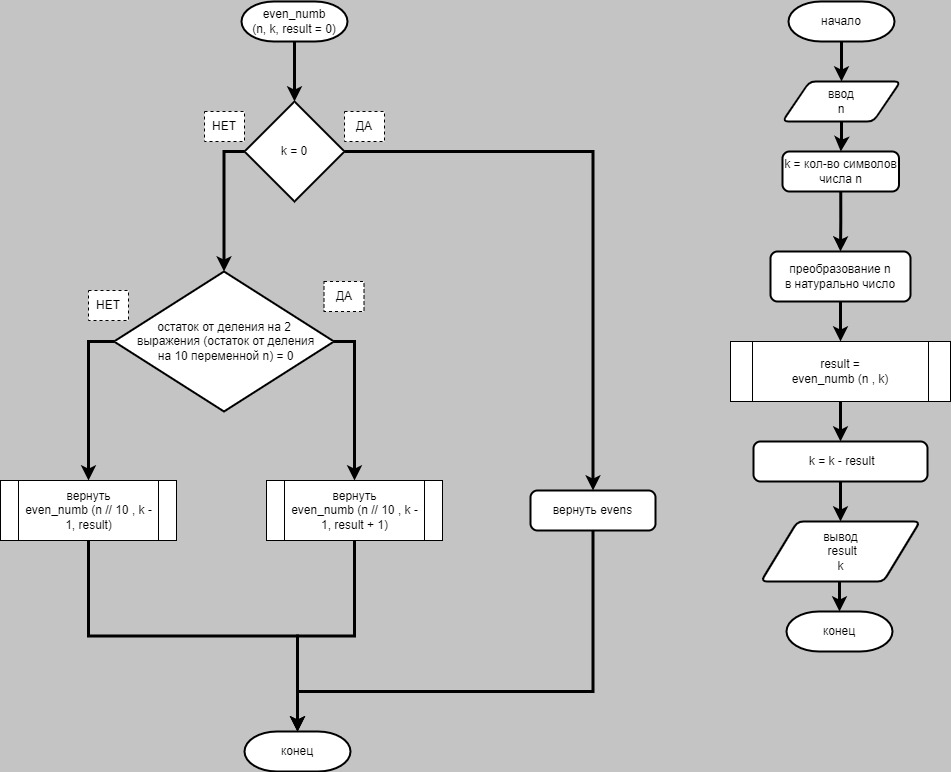 even_numb
(n, k, result = 0)
НЕТ
ДА
k = 0
НЕТ
ДА
остаток от деления на 2
выражения (остаток от деления
на 10 переменной n) = 0
вернуть
even_numb (n // 10 , k -
1, result)
вернуть
even_numb (n // 10 , k -
1, result + 1)
вернуть evens
конец
начало
ввод
n
k = кол-во символов
числа n
преобразование n
в натурально число
result =
even_numb (n , k)
k = k - result
вывод
result
k
конец